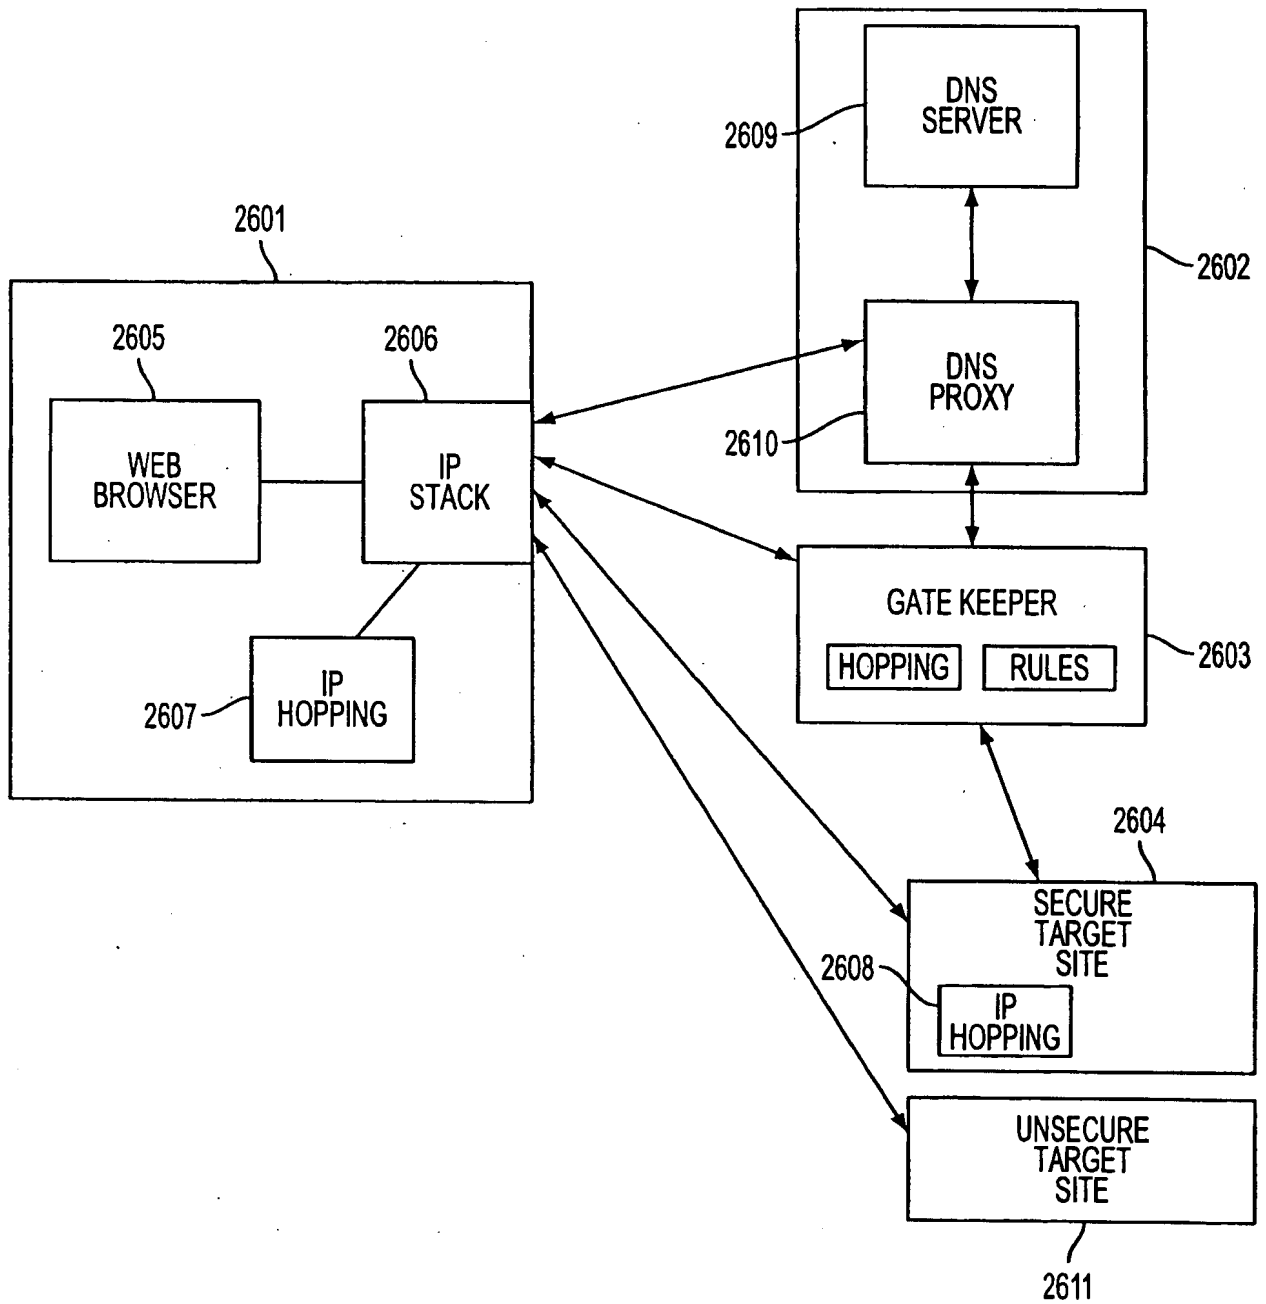 DNS
SERVER
2609
2602
DNS
PROXY
2610
2601
2605
2606
WEB
BROWSER
IP
STACK
IP
HOPPING
2607
GATE KEEPER
HOPPING
RULES
2603
2604
SECURE
TARGET
SITE
2608
IP
HOPPING
UNSECURE
TARGET
SITE
2611